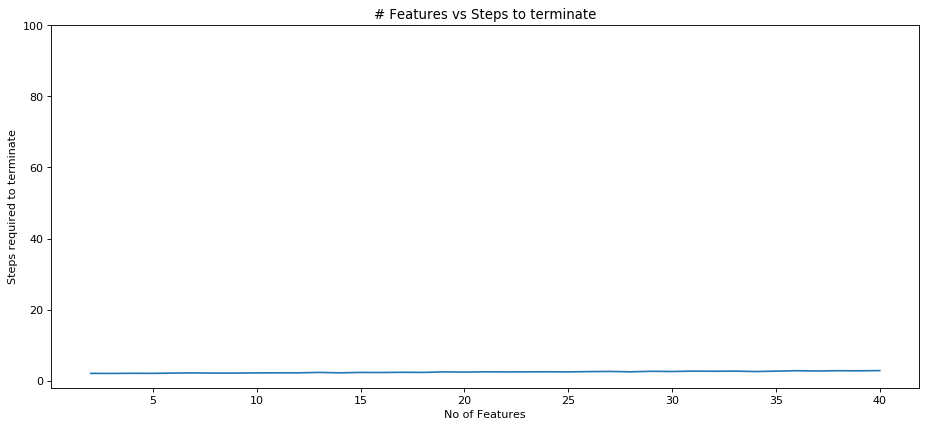 # Features vs Steps to terminate
100
80
60
40
20
0
Steps required to terminate
5 10 15 20 25 30 35 40
No of Features